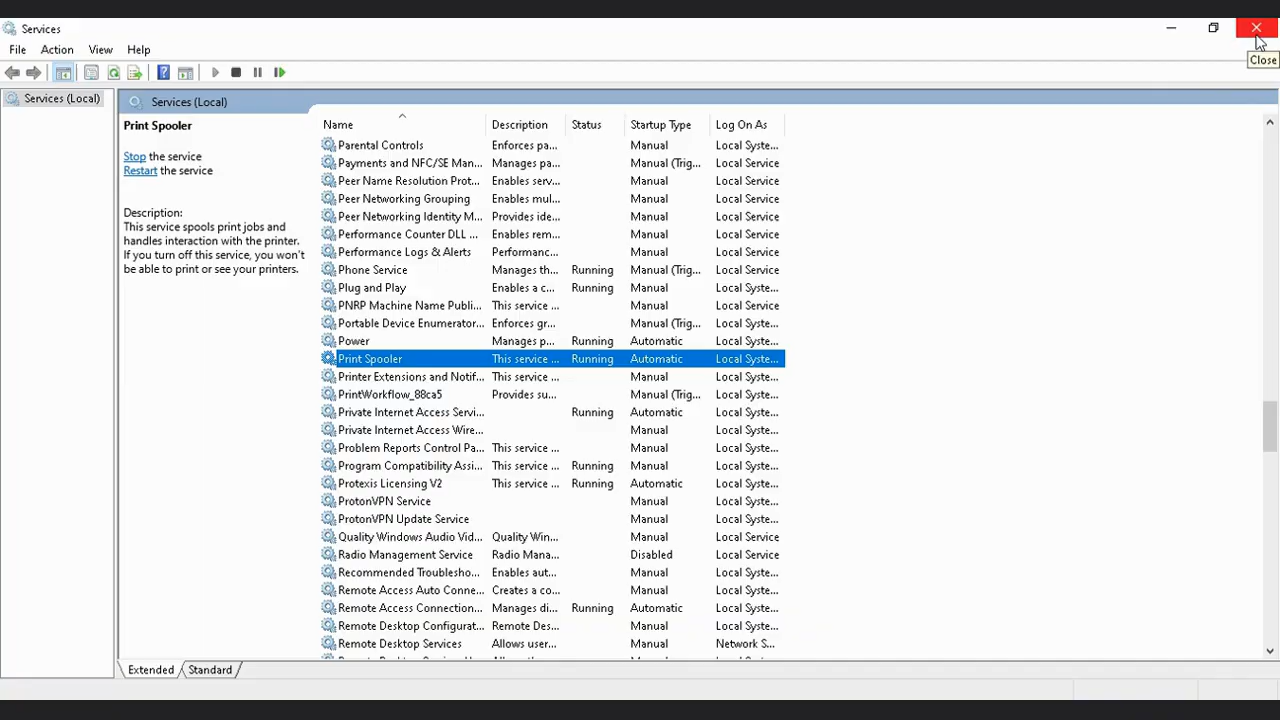 Services
File Action View Help
Close
Services (Local)
Services (Local)
Print Spooler
Stop the service
Restart the service
Description:
This service spools print jobs and
handles interaction with the printer.
If you turn off this service, you won't
be able to print or see your printers.
Name Description Status Startup Type Log On As
Parental Controls Enforces pa... Manual Local Syste...
Payments and NFC/SE Man... Manages pa... Manual (Trig... Local Service
Peer Name Resolution Prot... Enables serv... Manual Local Service
Peer Networking Grouping Enables mul... Manual Local Service
Peer Networking Identity M... Provides ide... Manual Local Service
Performance Counter DLL ... Enables rem... Manual Local Service
Performance Logs & Alerts Performanc... Manual Local Service
Phone Service Manages th... Running Manual (Trig... Local Service
Plug and Play Enables a c... Running Manual Local Syste...
PNRP Machine Name Publi... This service ... Manual Local Service
Portable Device Enumerator... Enforces gr... Manual (Trig... Local Syste...
Power Manages p... Running Automatic Local Syste...
Print Spooler This service ... Running Automatic Local Syste...
Printer Extensions and Notif... This service ... Manual Local Syste...
PrintWorkflow_88ca5 Provides su... Manual (Trig... Local Syste...
Private Internet Access Servi... Running Automatic Local Syste...
Private Internet Access Wire... Manual Local Syste...
Problem Reports Control Pa... This service ... Manual Local Syste...
Program Compatibility Assi... This service ... Running Manual Local Syste...
Protexis Licensing V2 This service ... Running Automatic Local Syste...
ProtonVPN Service Manual Local Syste...
ProtonVPN Update Service Manual Local Syste...
Quality Windows Audio Vid... Quality Win... Manual Local Service
Radio Management Service Radio Mana... Disabled Local Service
Recommended Troublesho... Enables aut... Manual Local Syste...
Remote Access Auto Conne... Creates a co... Manual Local Syste...
Remote Access Connection... Manages di... Running Automatic Local Syste...
Remote Desktop Configurat... Remote Des... Manual Local Syste...
Remote Desktop Services Allows user... Manual Network S...
Extended Standard